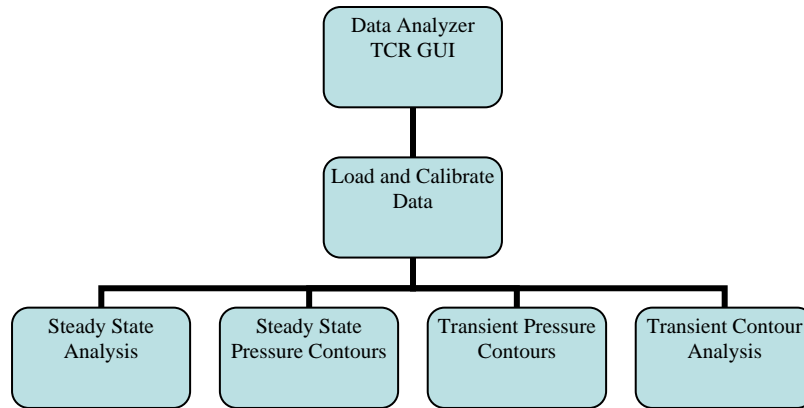 Data Analyzer
TCR GUI
Load and Calibrate
Data
Steady State
Analysis
Steady State
Pressure Contours
Transient Pressure
Contours
Transient Contour
Analysis